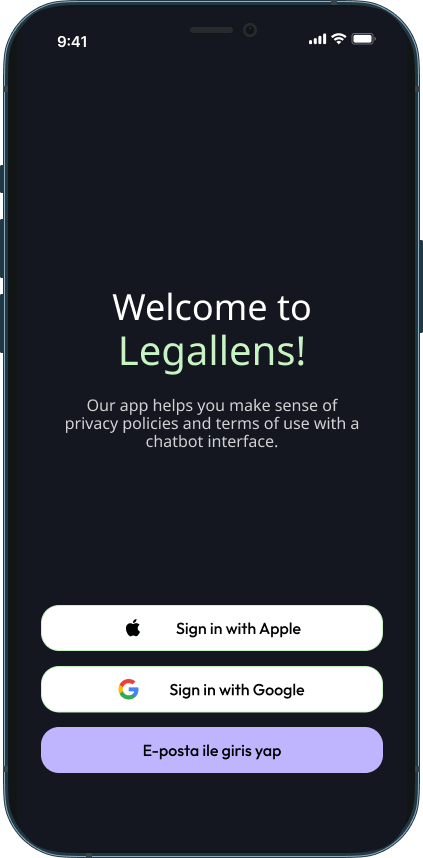 9:41
Welcome to
Legallens!
Our app helps you make sense of
privacy policies and terms of use with a
chatbot interface.
Sign in with Apple
Sign in with Google
E-posta ile giris yap